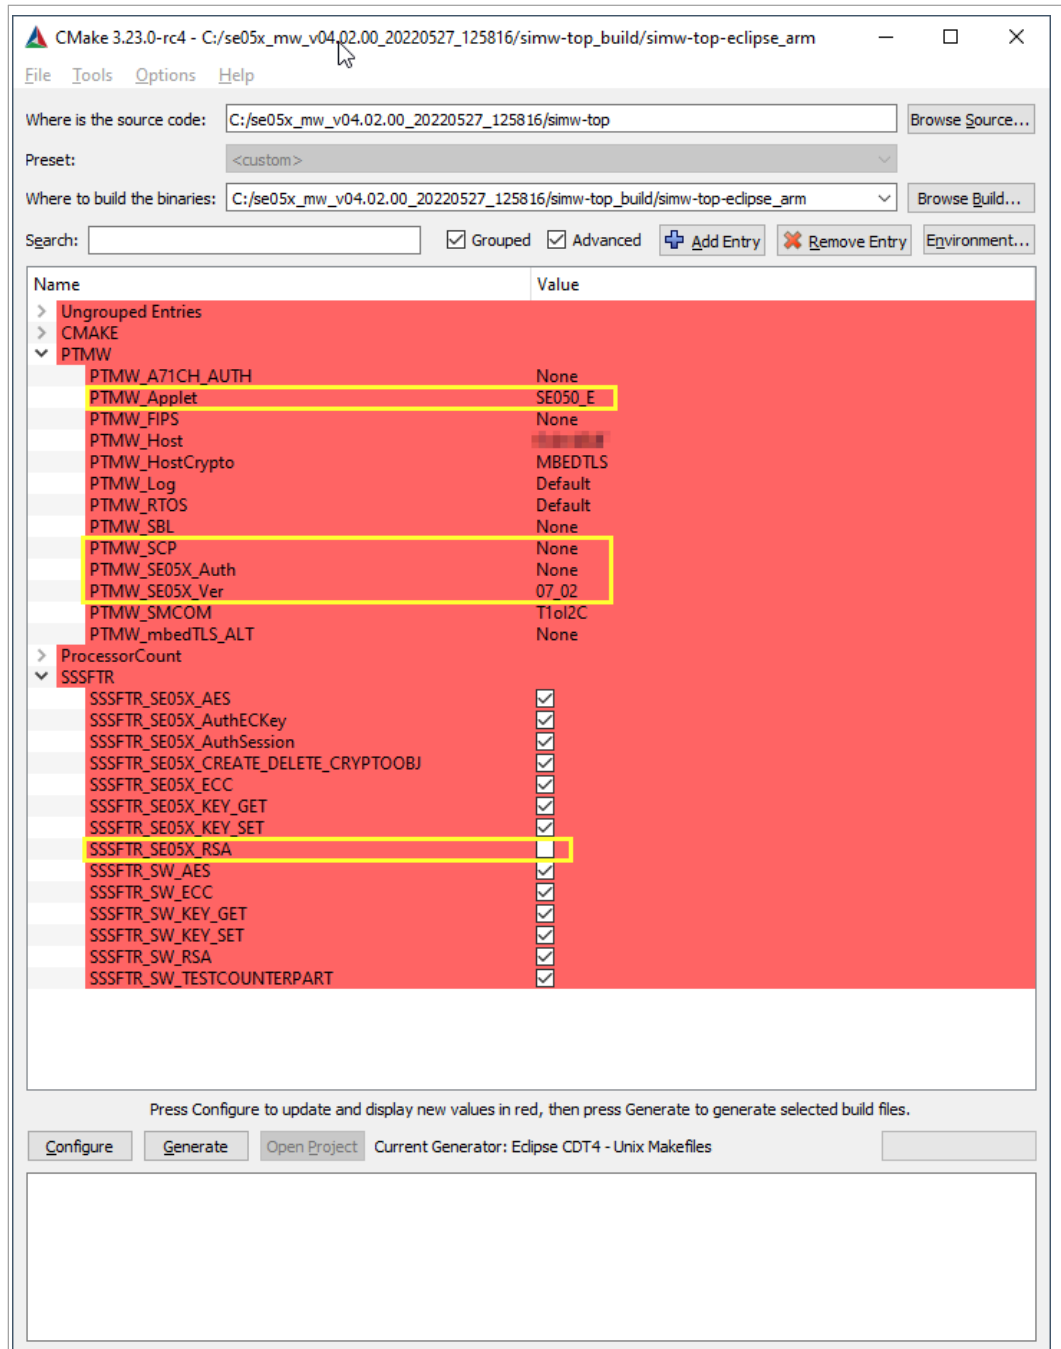 CMake 3.23.0-rc4 - C:/se05x_mw_v04.02.00_20220527_125816/simw-top_build/simw-top-eclipse_arm
File Tools Options Help
Where is the source code: C:/se05x_mw_v04.02.00_20220527_125816/simw-top Browse Source...
Preset: <custom>
Where to build the binaries: C:/se05x_mw_v04.02.00_20220527_125816/simw-top_build/simw-top-eclipse_arm Browse Build...
Search: Grouped Advanced Add Entry Remove Entry Environment...
Name Value
Ungrouped Entries
CMAKE
PTMW
PTMW_A71CH_AUTH None
PTMW_Applet SE050_E
PTMW_FIPS None
PTMW_Host
PTMW_HostCrypto MBEDTLS
PTMW_Log Default
PTMW_RTOS Default
PTMW_SBL None
PTMW_SCP None
PTMW_SE05X_Auth None
PTMW_SE05X_Ver 07_02
PTMW_SMCOM T1oI2C
PTMW_mbedTLS_ALT None
ProcessorCount
SSSFTR
SSSFTR_SE05X_AES
SSSFTR_SE05X_AuthECKey
SSSFTR_SE05X_AuthSession
SSSFTR_SE05X_CREATE_DELETE_CRYPTOOBJ
SSSFTR_SE05X_ECC
SSSFTR_SE05X_KEY_GET
SSSFTR_SE05X_KEY_SET
SSSFTR_SE05X_RSA
SSSFTR_SW_AES
SSSFTR_SW_ECC
SSSFTR_SW_KEY_GET
SSSFTR_SW_KEY_SET
SSSFTR_SW_RSA
SSSFTR_SW_TESTCOUNTERPART
Press Configure to update and display new values in red, then press Generate to generate selected build files.
Configure Generate Open Project Current Generator: Eclipse CDT4 - Unix Makefiles